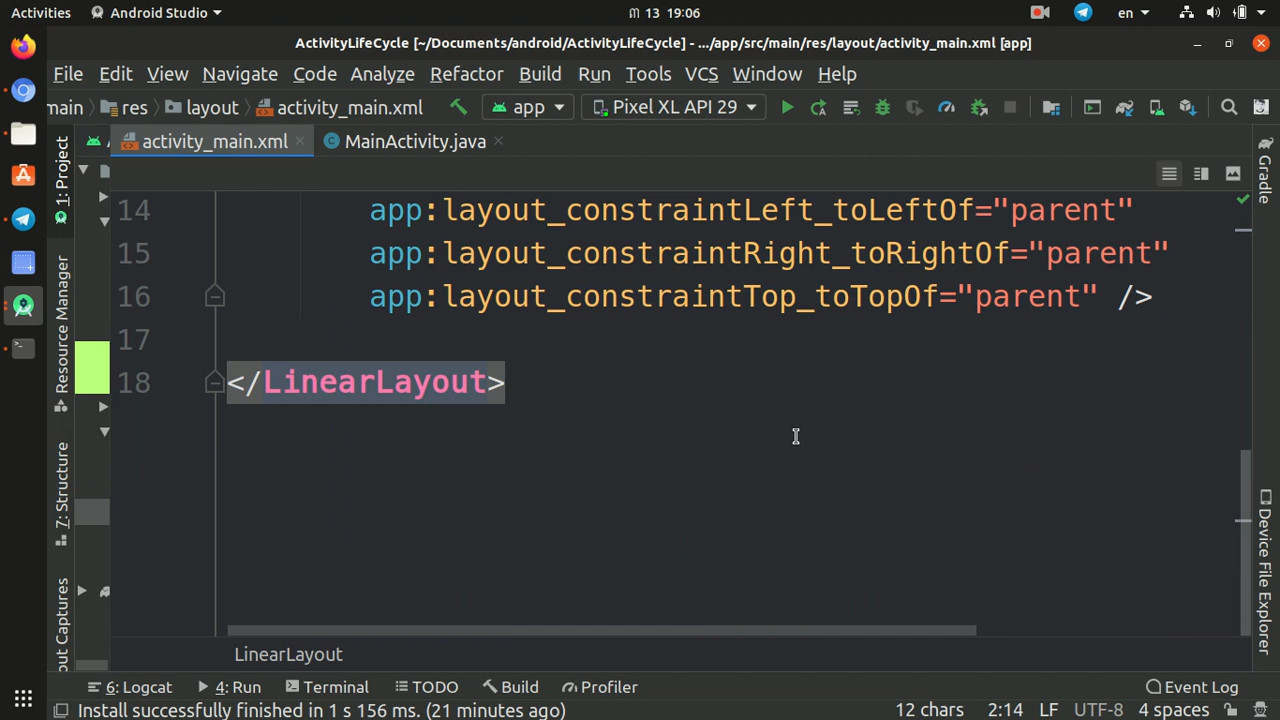 Activities Android Studio ១៣ 19:06 en
ActivityLifeCycle [~/Documents/android/ActivityLifeCycle] - .../app/src/main/res/layout/activity_main.xml [app]
File Edit View Navigate Code Analyze Refactor Build Run Tools VCS Window Help
main res layout activity_main.xml app Pixel XL API 29
activity_main.xml MainActivity.java
1: Project
Resource Manager
7: Structure
out Captures
Gradle
Device File Explorer
14 app:layout_constraintLeft_toLeftOf="parent"
15 app:layout_constraintRight_toRightOf="parent"
16 app:layout_constraintTop_toTopOf="parent" />
17
18 </LinearLayout>
LinearLayout
6: Logcat 4: Run Terminal TODO Build Profiler Event Log
Install successfully finished in 1 s 156 ms. (21 minutes ago) 12 chars 2:14 LF UTF-8 4 spaces